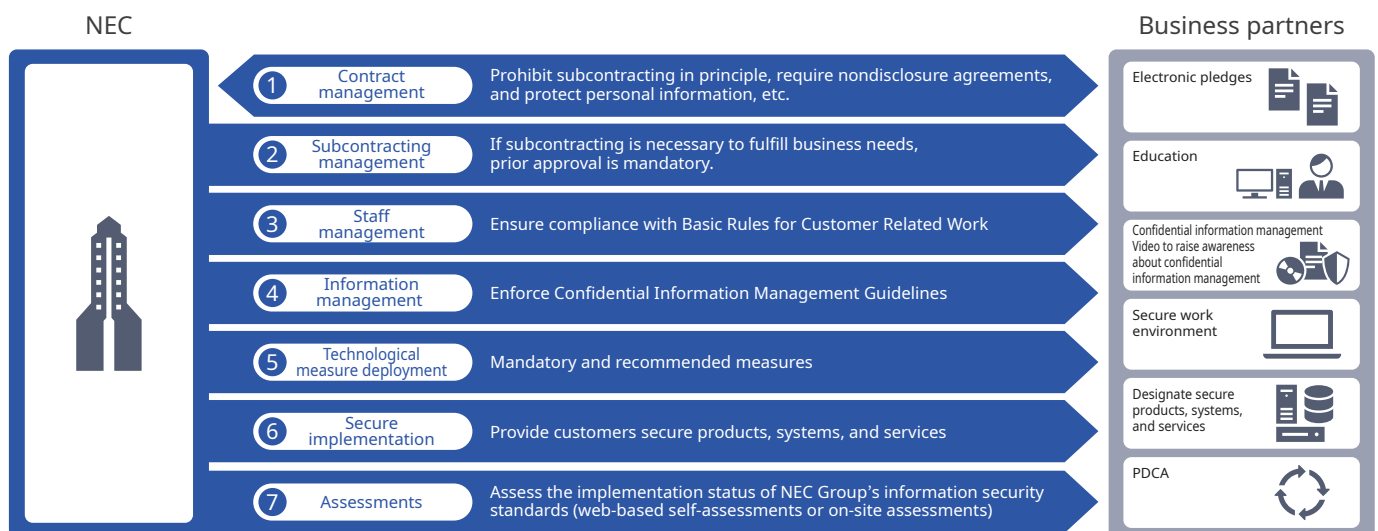 NEC
Business partners
1
Contract
management
Prohibit subcontracting in principle, require nondisclosure agreements,
and protect personal information, etc.
2
Subcontracting
management
If subcontracting is necessary to fulfill business needs,
prior approval is mandatory.
3
Staff
management
Ensure compliance with Basic Rules for Customer Related Work
4
Information
management
Enforce Confidential Information Management Guidelines
5
Technological
measure deployment
Mandatory and recommended measures
6
Secure
implementation
Provide customers secure products, systems, and services
7
Assessments
Assess the implementation status of NEC Group’s information security
standards (web-based self-assessments or on-site assessments)
Electronic pledges
Education
Confidential information management
Video to raise awareness
about confidential
information management
Secure work
environment
Designate secure
products, systems,
and services
PDCA